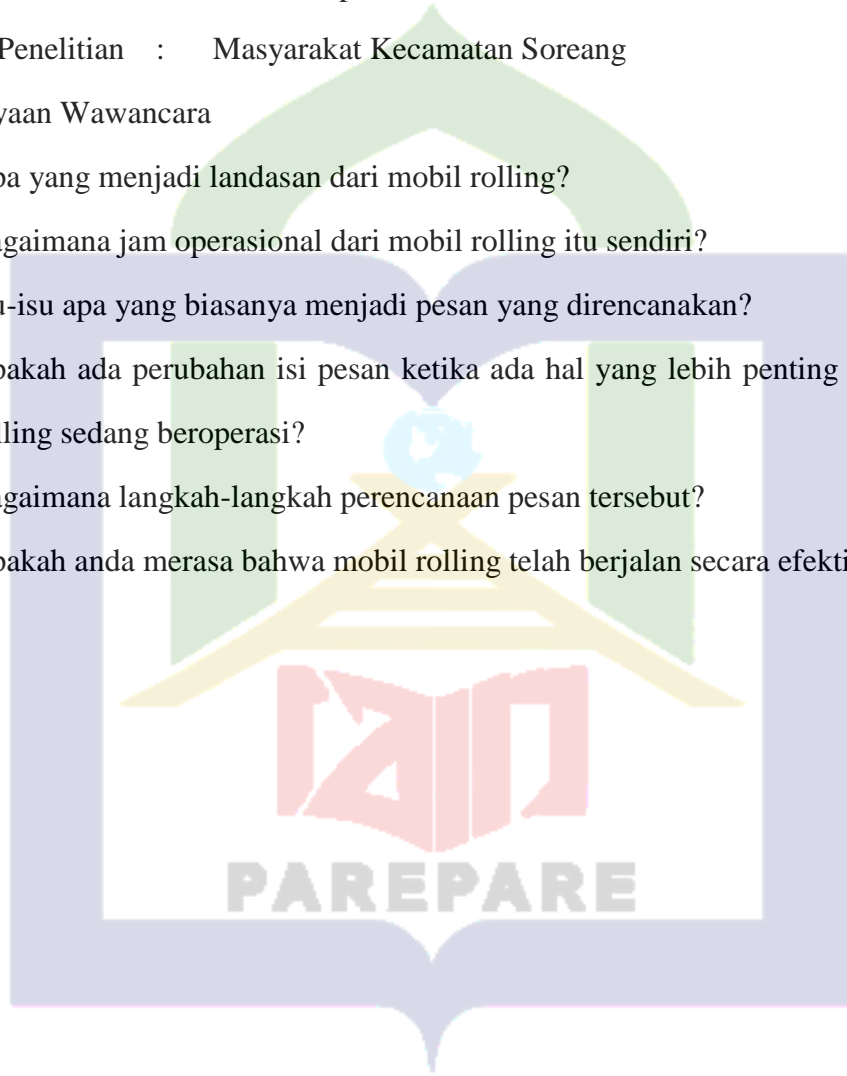 Penelitian : Masyarakat Kecamatan Soreang
yaan Wawancara
pa yang menjadi landasan dari mobil rolling?
agaimana jam operasional dari mobil rolling itu sendiri?
u-isu apa yang biasanya menjadi pesan yang direncanakan?
pakah ada perubahan isi pesan ketika ada hal yang lebih penting
lling sedang beroperasi?
agaimana langkah-langkah perencanaan pesan tersebut?
pakah anda merasa bahwa mobil rolling telah berjalan secara efekti
PAREPARE